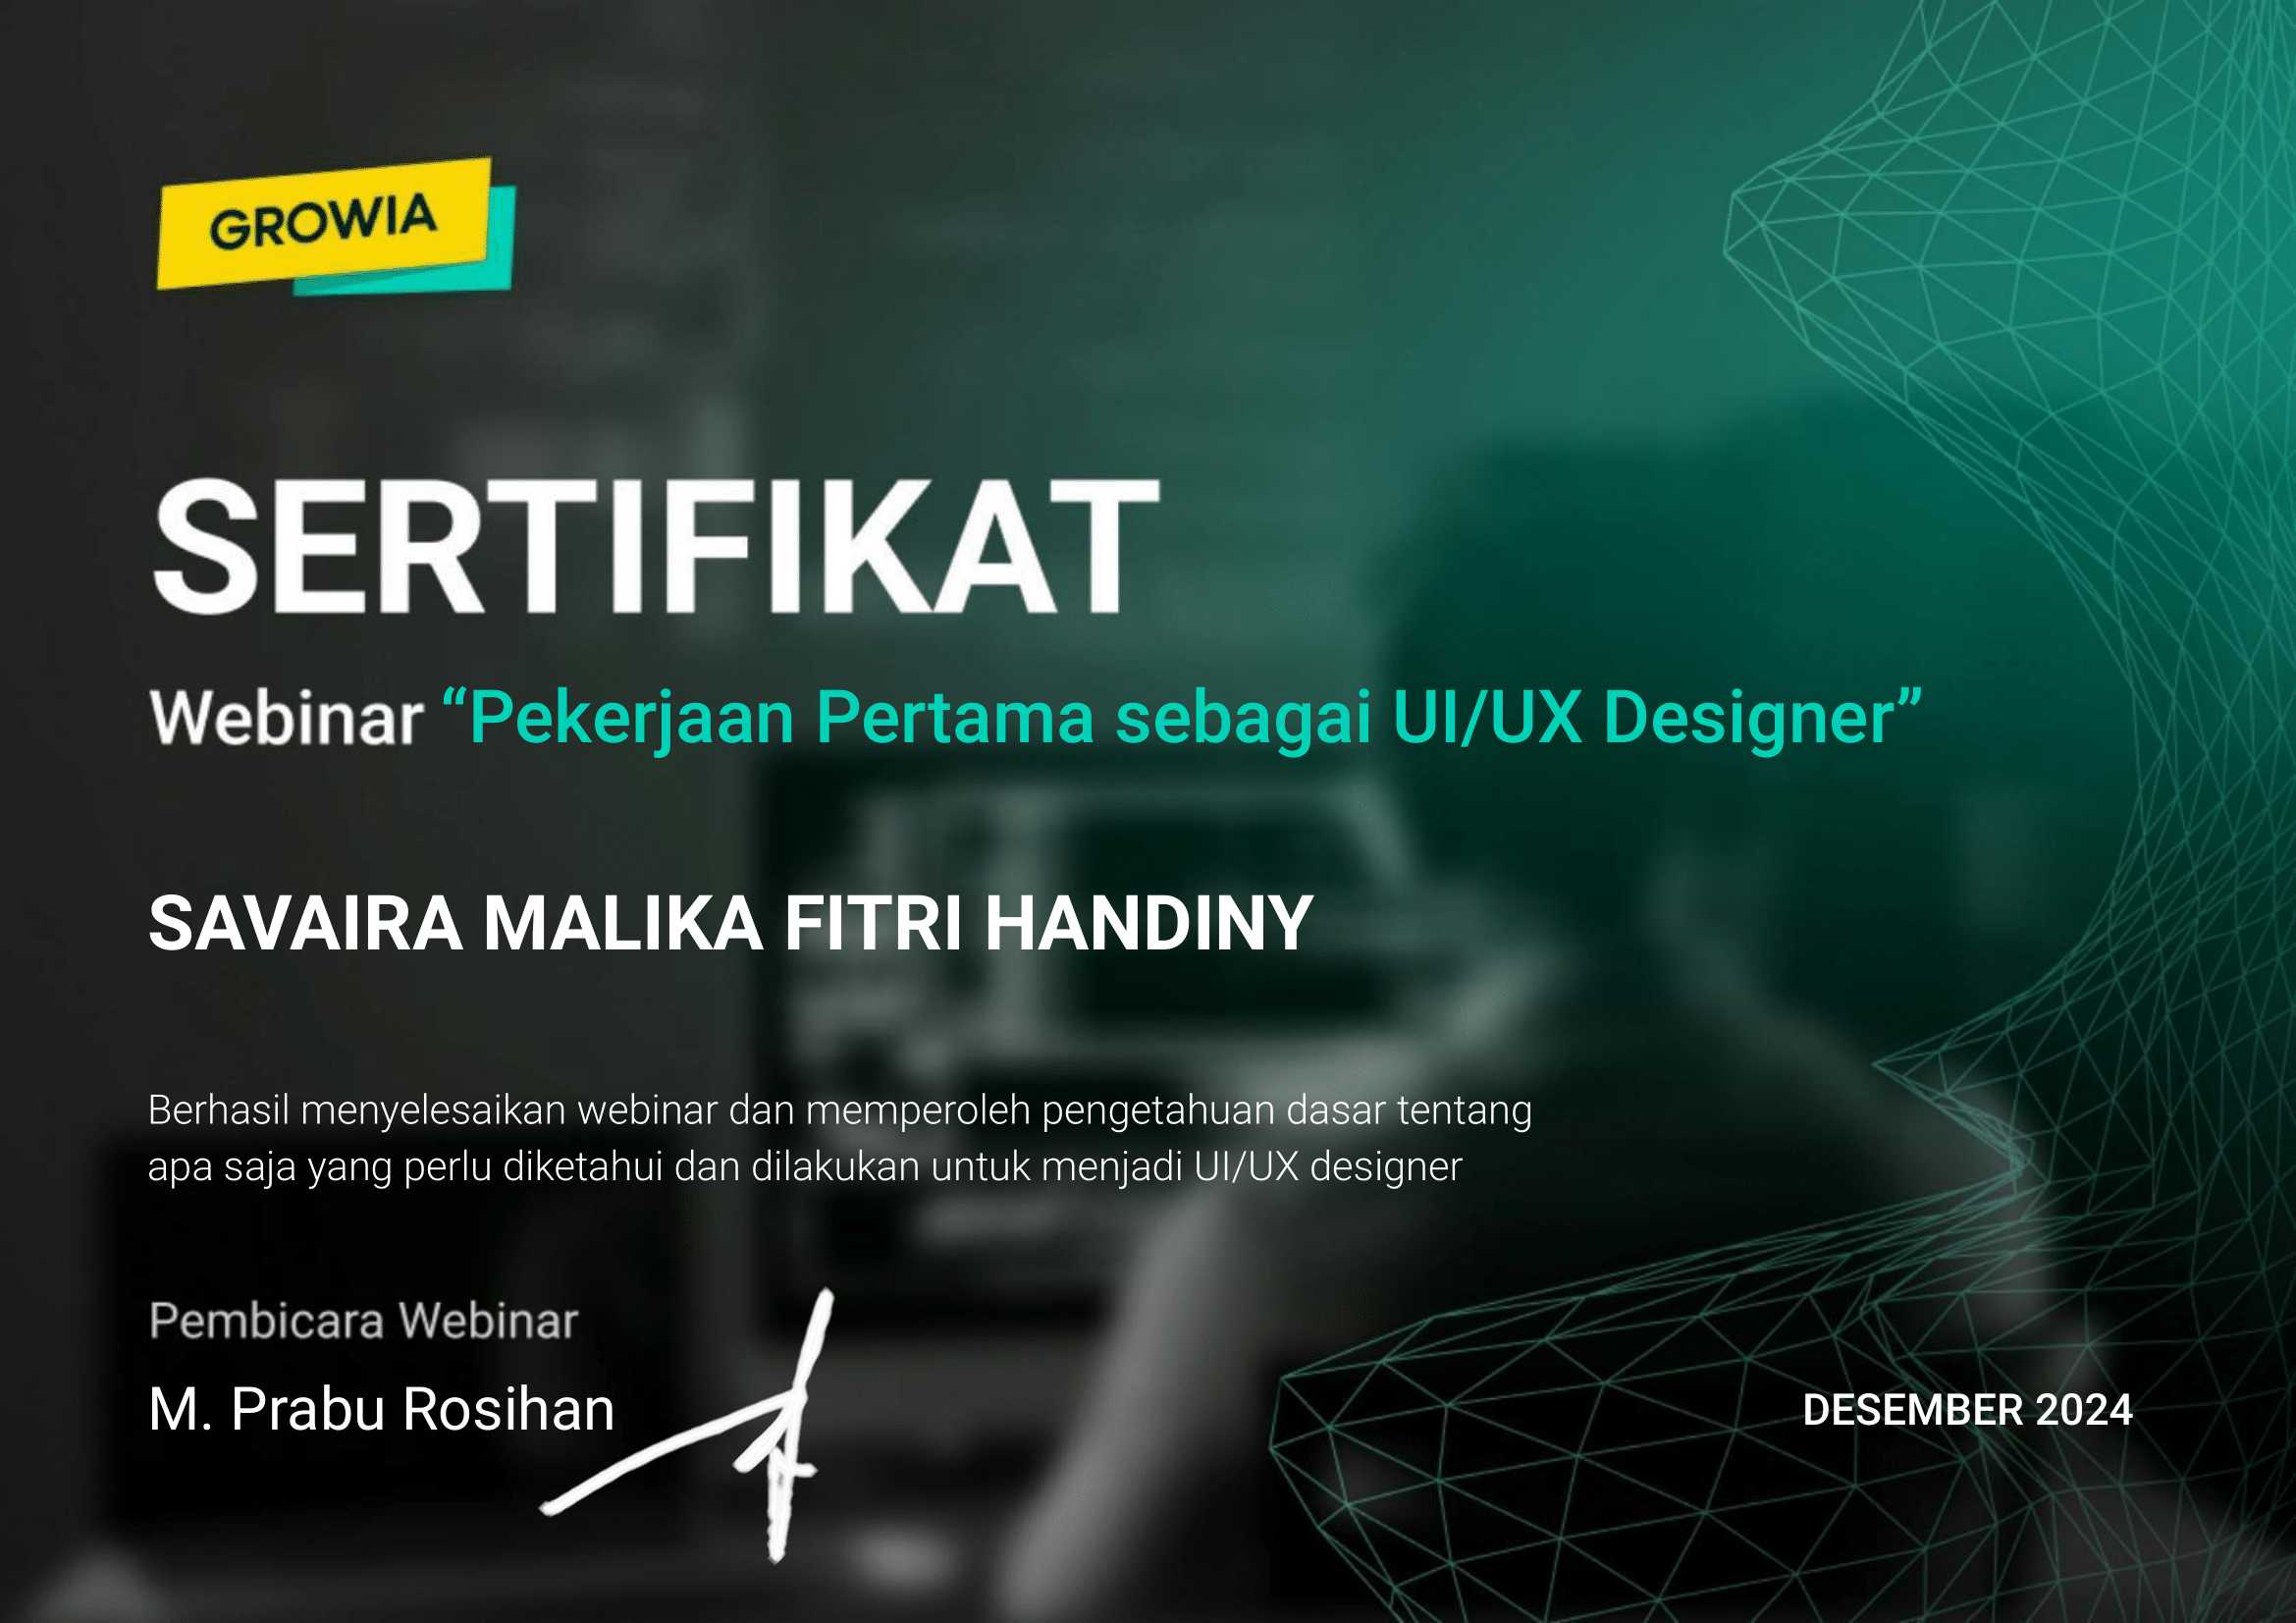 GROWIA
SERTIFIKAT
Webinar “Pekerjaan Pertama sebagai UI/UX Designer”
SAVAIRA MALIKA FITRI HANDINY
Berhasil menyelesaikan webinar dan memperoleh pengetahuan dasar tentang
apa saja yang perlu diketahui dan dilakukan untuk menjadi UI/UX designer
Pembicara Webinar
M. Prabu Rosihan
DESEMBER 2024